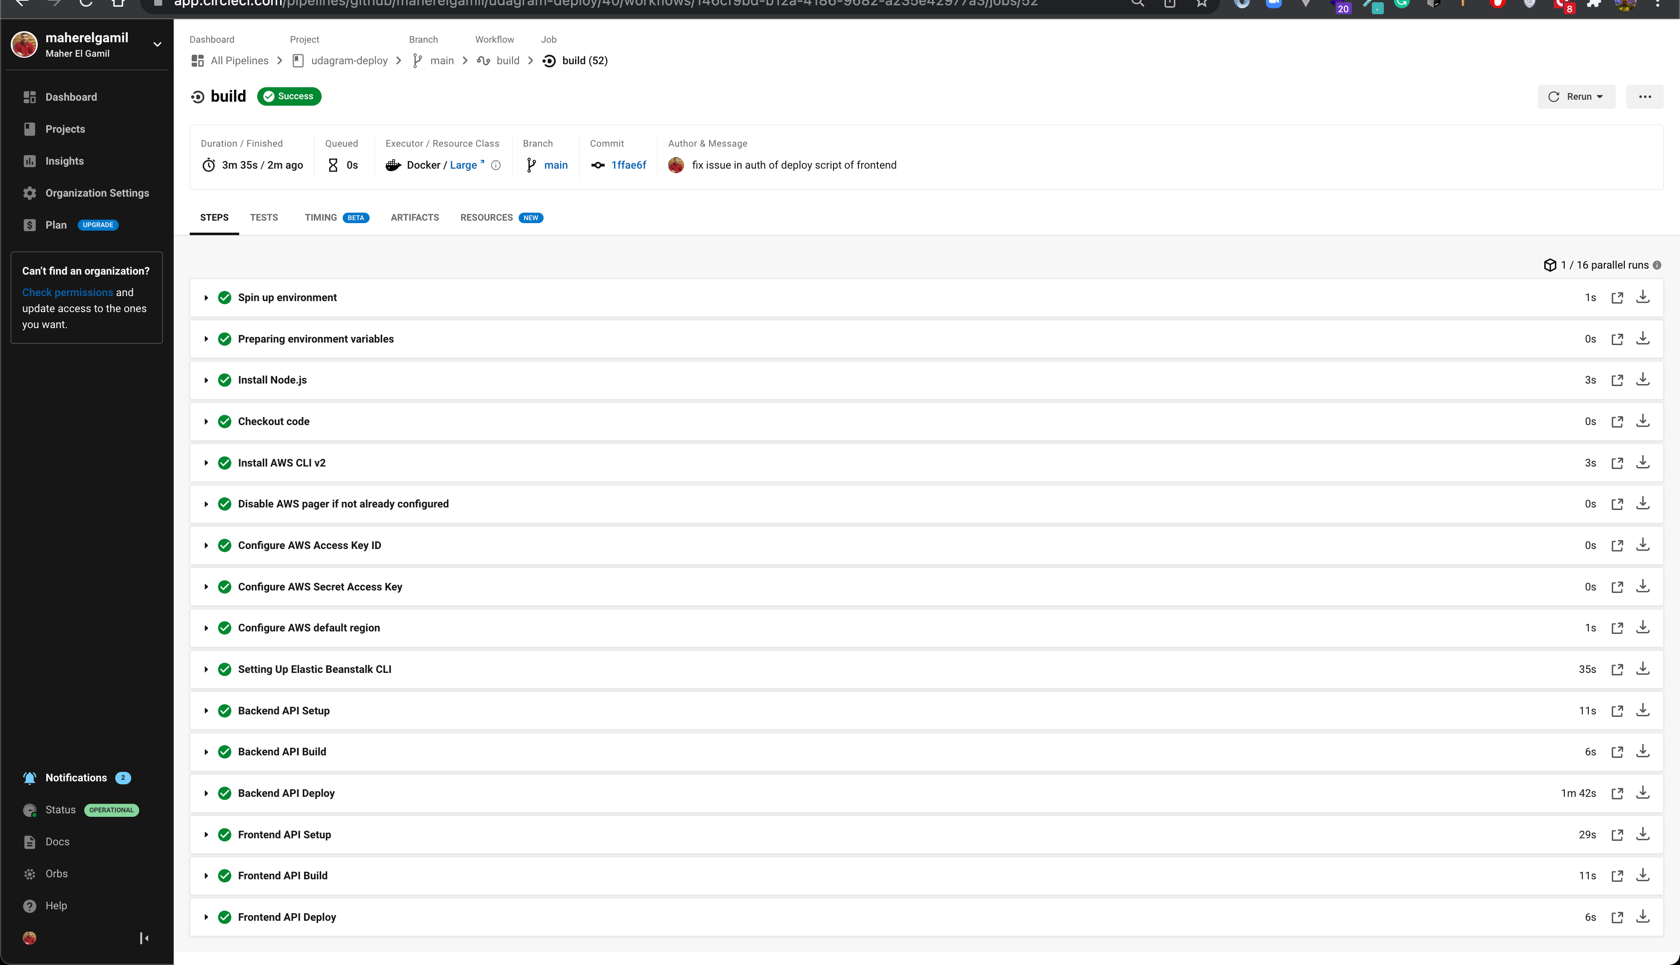 app.circleci.com/pipelines/github/maherelgamil/udagram-deploy/40/workflows/
20
8
maherelgamil
Maher El Gamil
Dashboard
Projects
Insights
Organization Settings
Plan UPGRADE
Can't find an organization?
Check permissions and
update access to the ones
you want.
Notifications 2
Status OPERATIONAL
Docs
Orbs
Help
Dashboard Project Branch Workflow Job
All Pipelines udagram-deploy main build build (52)
build Success Rerun
Duration / Finished Queued Executor / Resource Class Branch Commit Author & Message
3m 35s / 2m ago 0s Docker / Large main 1ffae6f fix issue in auth of deploy script of frontend
STEPS TESTS TIMING BETA ARTIFACTS RESOURCES NEW
1 / 16 parallel runs
Spin up environment 1s
Preparing environment variables 0s
Install Node.js 3s
Checkout code 0s
Install AWS CLI v2 3s
Disable AWS pager if not already configured 0s
Configure AWS Access Key ID 0s
Configure AWS Secret Access Key 0s
Configure AWS default region 1s
Setting Up Elastic Beanstalk CLI 35s
Backend API Setup 11s
Backend API Build 6s
Backend API Deploy 1m 42s
Frontend API Setup 29s
Frontend API Build 11s
Frontend API Deploy 6s